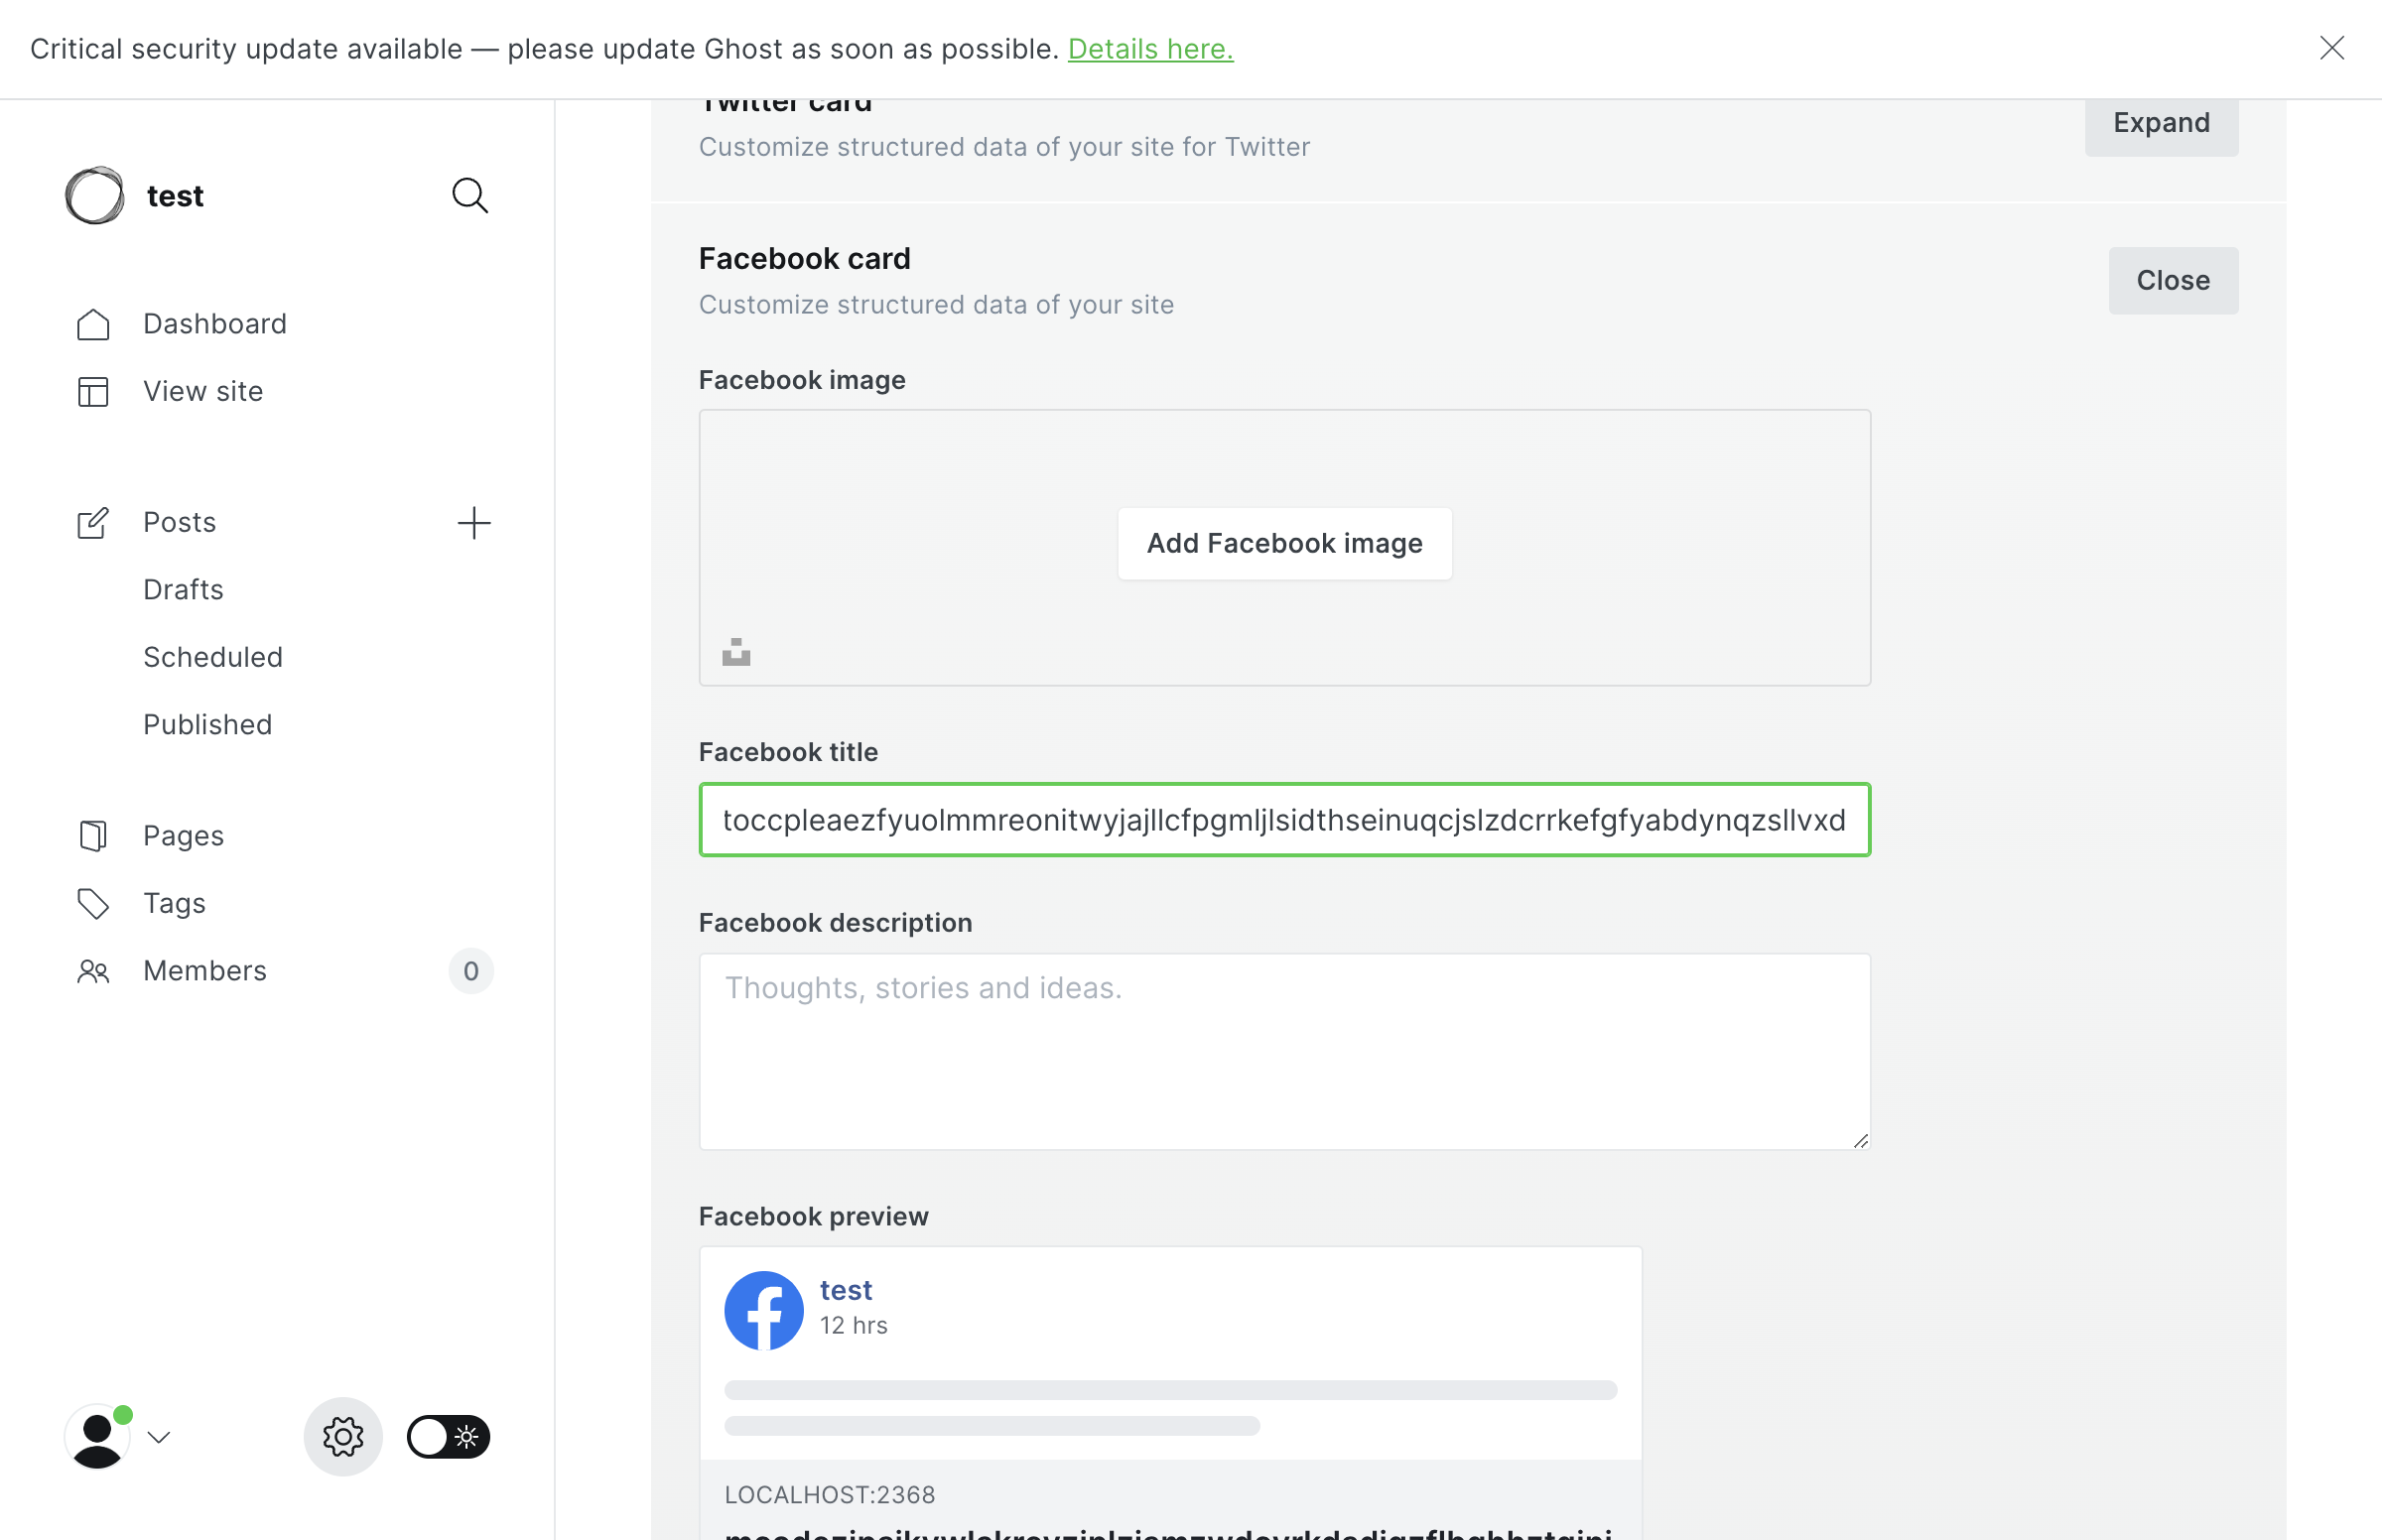 Critical security update available — please update Ghost as soon as possible. Details here.
test
Dashboard
View site
Posts
Drafts
Scheduled
Published
Pages
Tags
Members 0
Twitter card
Customize structured data of your site for Twitter
Expand
Facebook card
Customize structured data of your site
Close
Facebook image
Add Facebook image
Facebook title
toccpleaezfyuolmmreonitwyjajllcfpgmljlsidthseinuqcjslzdcrrkefgfyabdynqzsllvxd
Facebook description
Thoughts, stories and ideas.
Facebook preview
test
12 hrs
LOCALHOST:2368